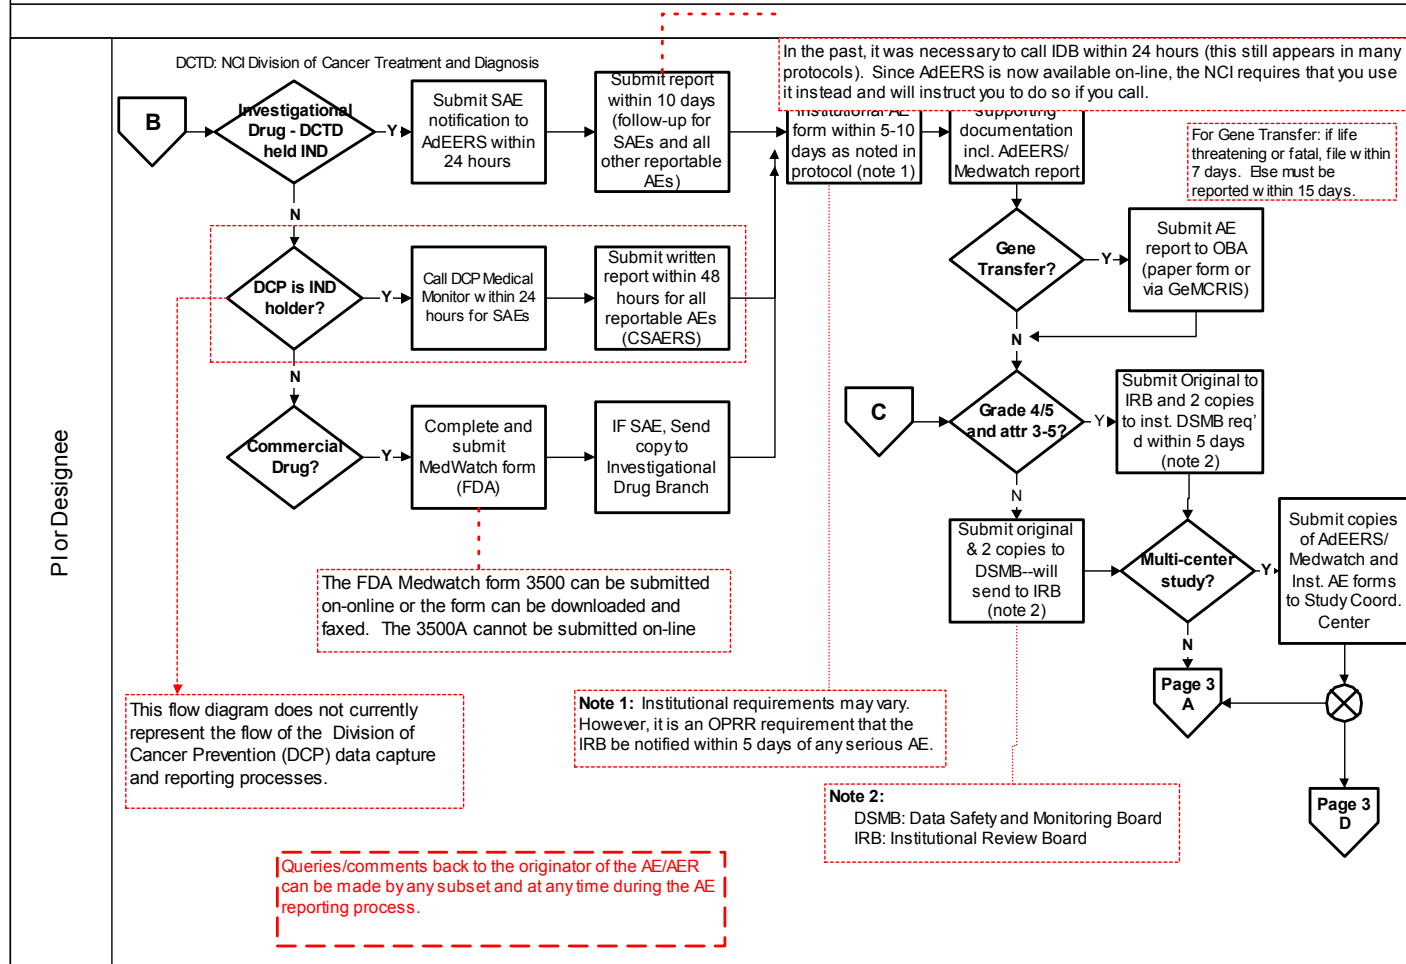 In the past, it was necessary to call IDB within 24 hours (this still appears in many
protocols). Since AdEERS is now available on-line, the NCI requires that you use
it instead and will instruct you to do so if you call.
DCTD: NCI Division of Cancer Treatment and Diagnosis
B
Investigational
Drug - DCTD
held IND
Y
Submit SAE
notification to
AdEERS within
24 hours
Submit report
within 10 days
(follow-up for
SAEs and all
other reportable
AEs)
Institutional AE
form within 5-10
days as noted in
protocol (note 1)
supporting
documentation
incl. AdEERS/
Medwatch report
For Gene Transfer: if life
threatening or fatal, file within
7 days. Else must be
reported within 15 days.
N
DCP is IND
holder?
Y
Call DCP Medical
Monitor within 24
hours for SAEs
Submit written
report within 48
hours for all
reportable AEs
(CSAERS)
Gene
Transfer?
Y
Submit AE
report to OBA
(paper form or
via GeMCRIS)
N
N
Commercial
Drug?
Y
Complete and
submit
MedWatch form
(FDA)
IF SAE, Send
copy to
Investigational
Drug Branch
C
Grade 4/5
and attr 3-5?
Y
Submit Original to
IRB and 2 copies
to inst. DSMB req'
d within 5 days
(note 2)
N
Submit original
& 2 copies to
DSMB--will
send to IRB
(note 2)
Multi-center
study?
Y
Submit copies
of AdEERS/
Medwatch and
Inst. AE forms
to Study Coord.
Center
N
Page 3
A
Page 3
D
PI or Designee
The FDA Medwatch form 3500 can be submitted
on-online or the form can be downloaded and
faxed. The 3500A cannot be submitted on-line
This flow diagram does not currently
represent the flow of the Division of
Cancer Prevention (DCP) data capture
and reporting processes.
Note 1: Institutional requirements may vary.
However, it is an OPRR requirement that the
IRB be notified within 5 days of any serious AE.
Note 2:
DSMB: Data Safety and Monitoring Board
IRB: Institutional Review Board
Queries/comments back to the originator of the AE/AER
can be made by any subset and at any time during the AE
reporting process.